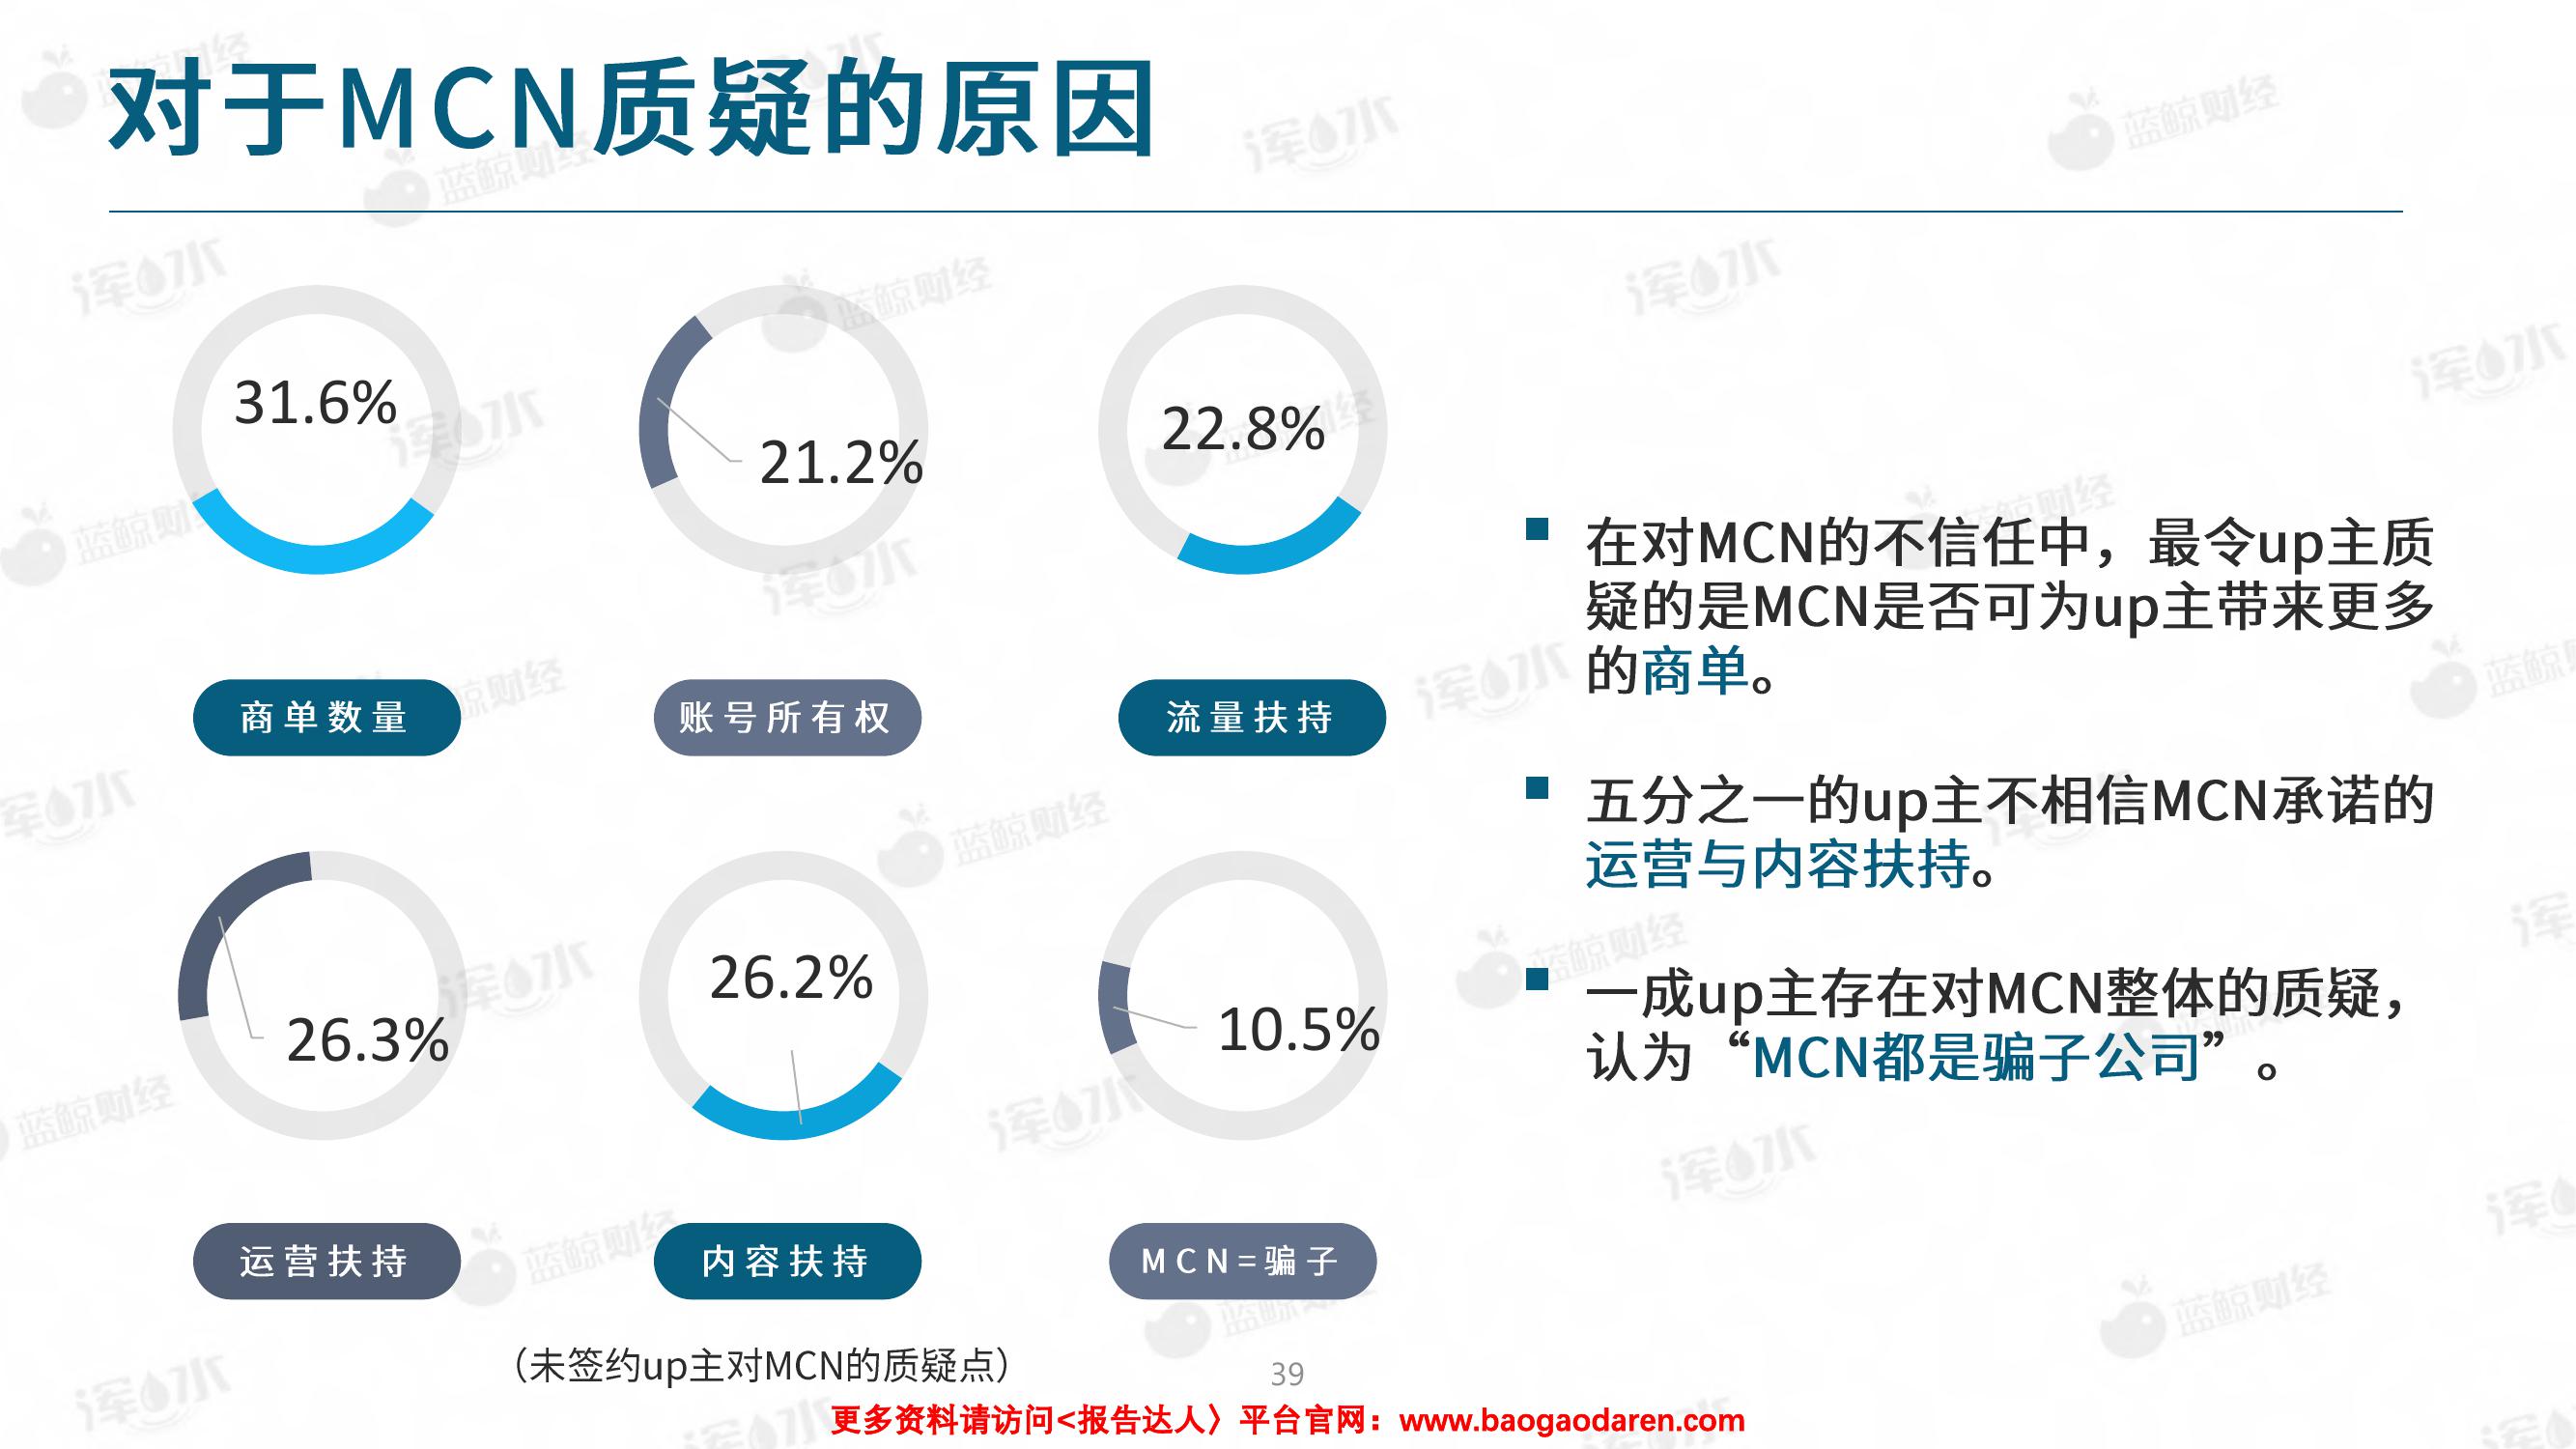 对于MCN质疑的原因
31.6%
21.2%
22.8%
商单数量
账号所有权
流量扶持
26.3%
26.2%
10.5%
运营扶持
内容扶持
MCN=骗子
（未签约up主对MCN的质疑点）
在对MCN的不信任中，最令up主质
疑的是MCN是否可为up主带来更多
的商单。
五分之一的up主不相信MCN承诺的
运营与内容扶持。
一成up主存在对MCN整体的质疑，
认为“MCN都是骗子公司”。
39
更多资料请访问<报告达人〉平台官网：www.baogaodaren.com
蓝鲸财经
浑水